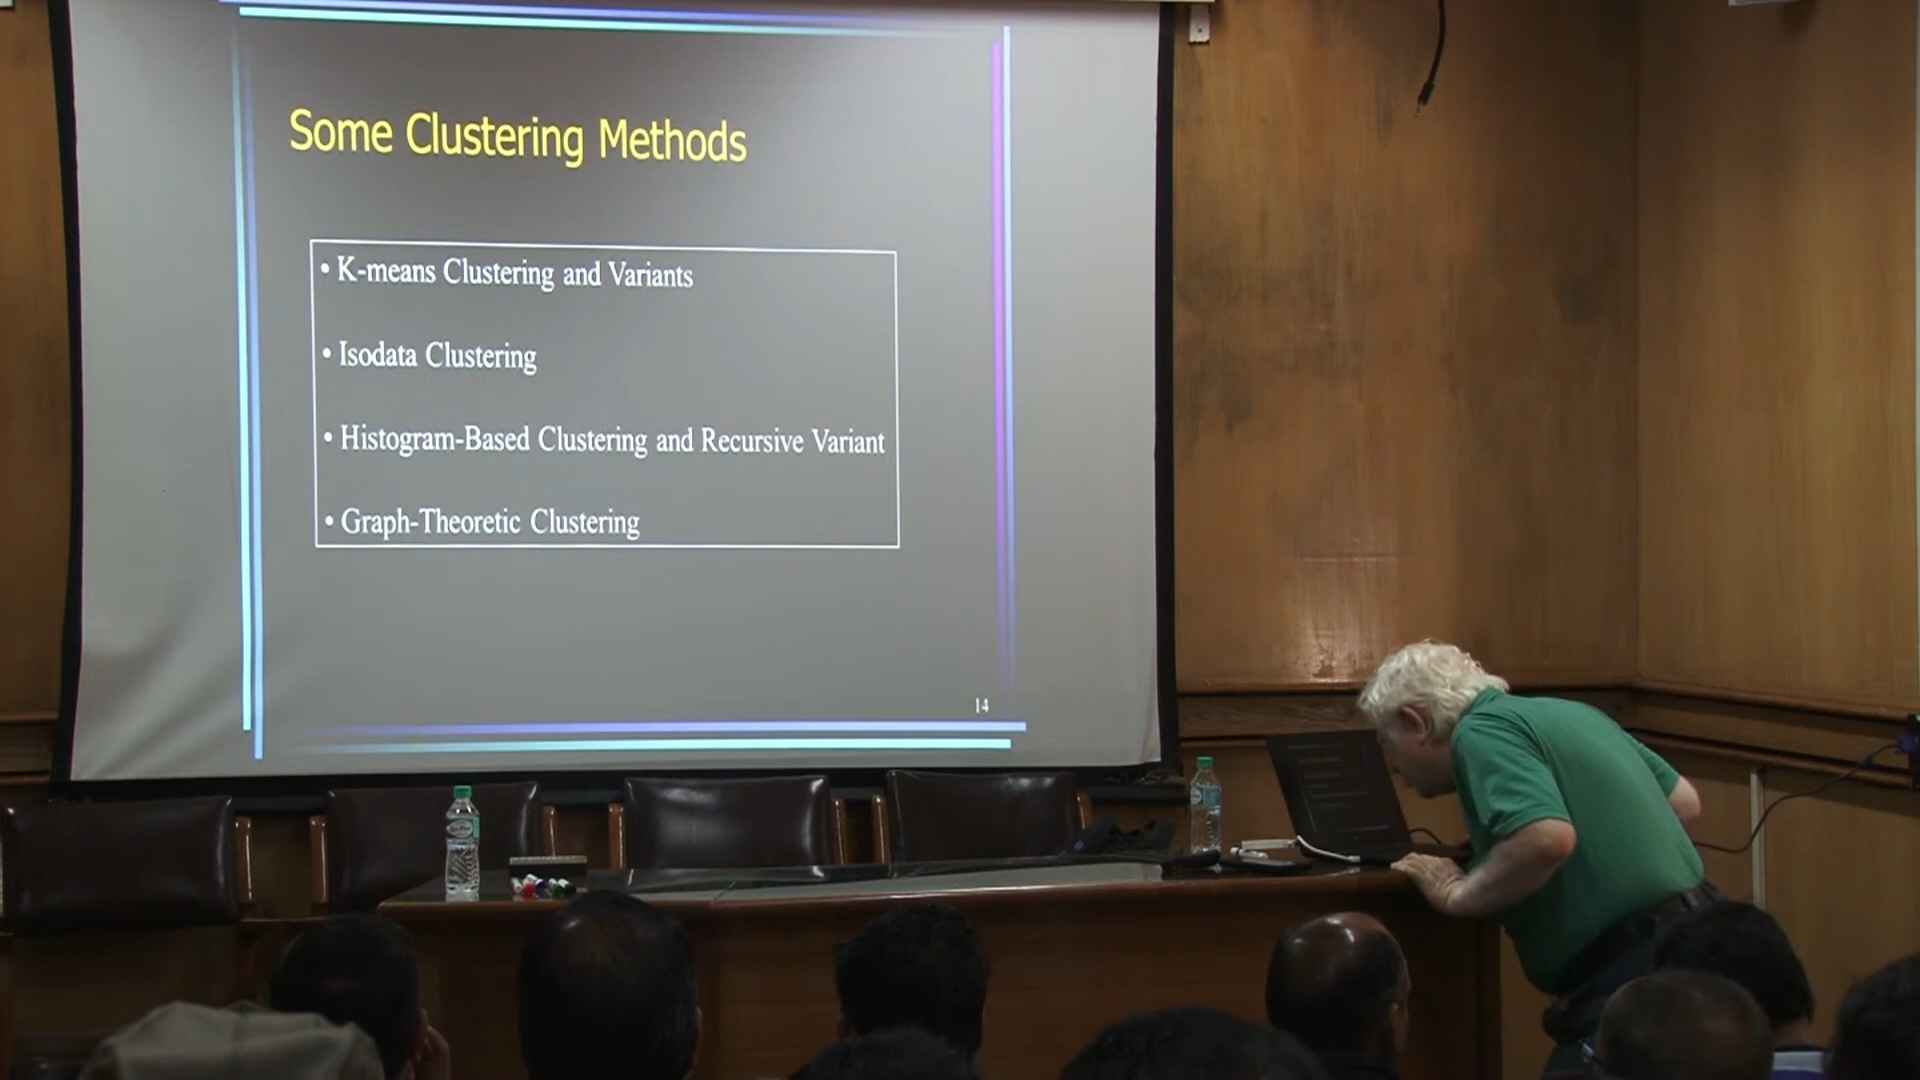 Some Clustering Methods
• K-means Clustering and Variants
• Isodata Clustering
• Histogram-Based Clustering and Recursive Variant
• Graph-Theoretic Clustering
14